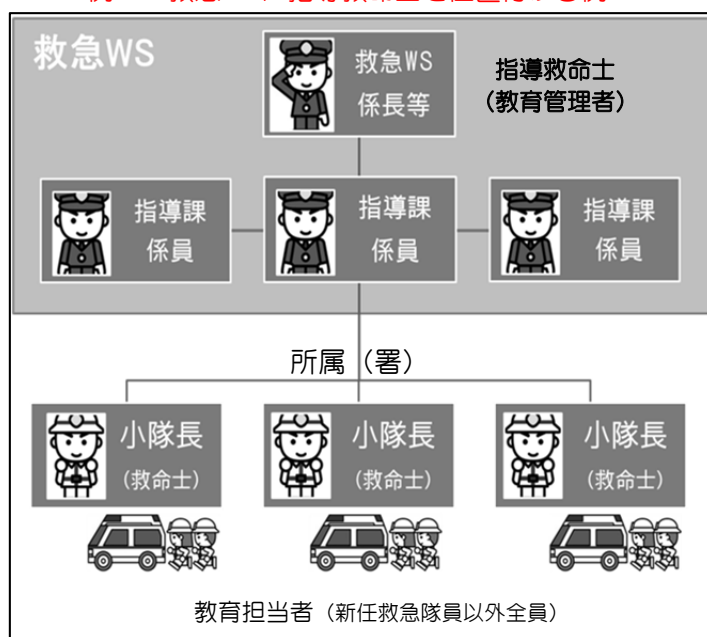 救急WS
救急WS
係長等
指導救命士
(教育管理者)
指導課
係員
指導課
係員
指導課
係員
所属(署)
小隊長
(救命士)
小隊長
(救命士)
小隊長
(救命士)
教育担当者(新任救急隊員以外全員)